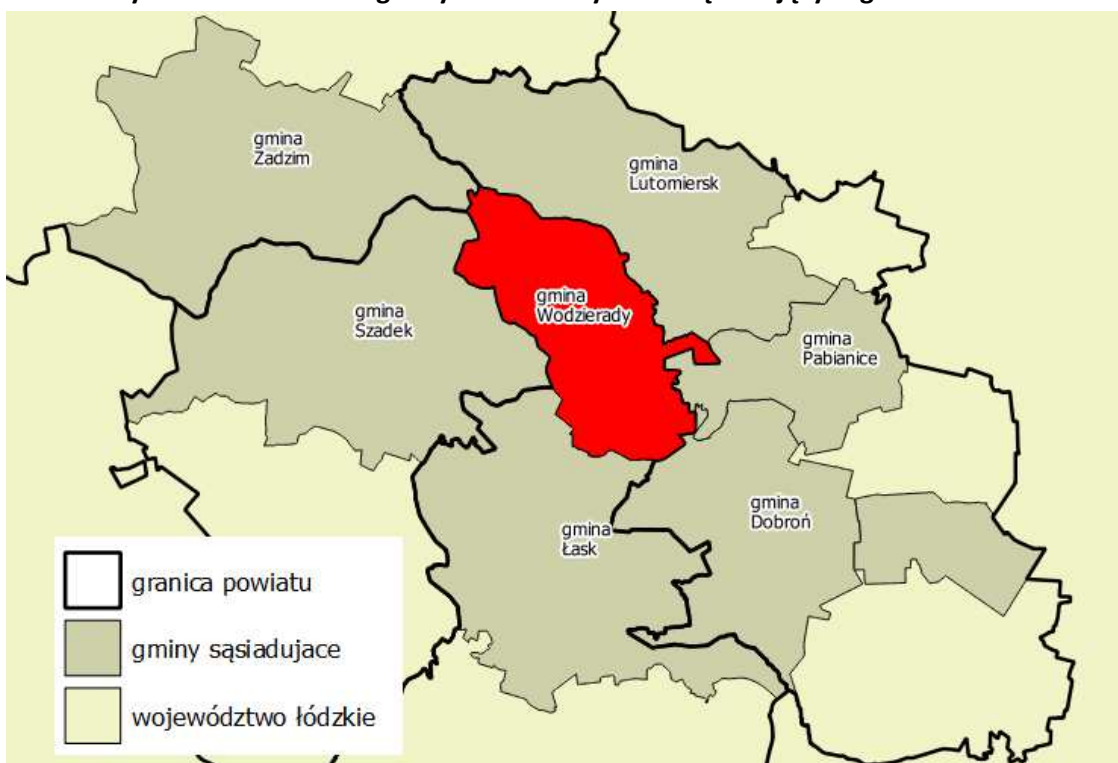 gmina
Zadzim
gmina
Lutomiersk
gmina
Wodzierady
gmina
Szadek
gmina
Pabianice
gmina
Dobroń
gmina
Łask
granica powiatu
gminy sąsiadujace
województwo łódzkie